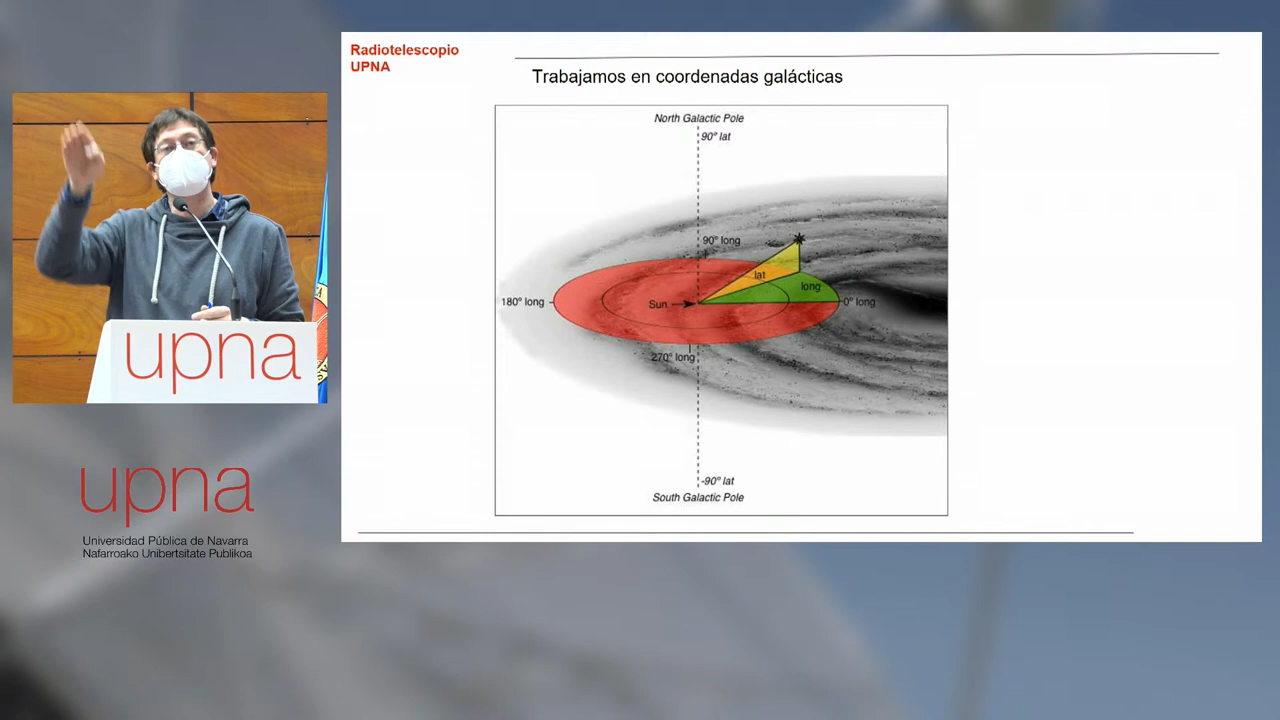 Radiotelescopio
UPNA
Trabajamos en coordenadas galácticas
North Galactic Pole
90° lat
90° long
lat
long
180° long
Sun
0° long
270° long
-90° lat
South Galactic Pole
upna
upna
Universidad Pública de Navarra
Nafarroako Unibertsitate Publikoa